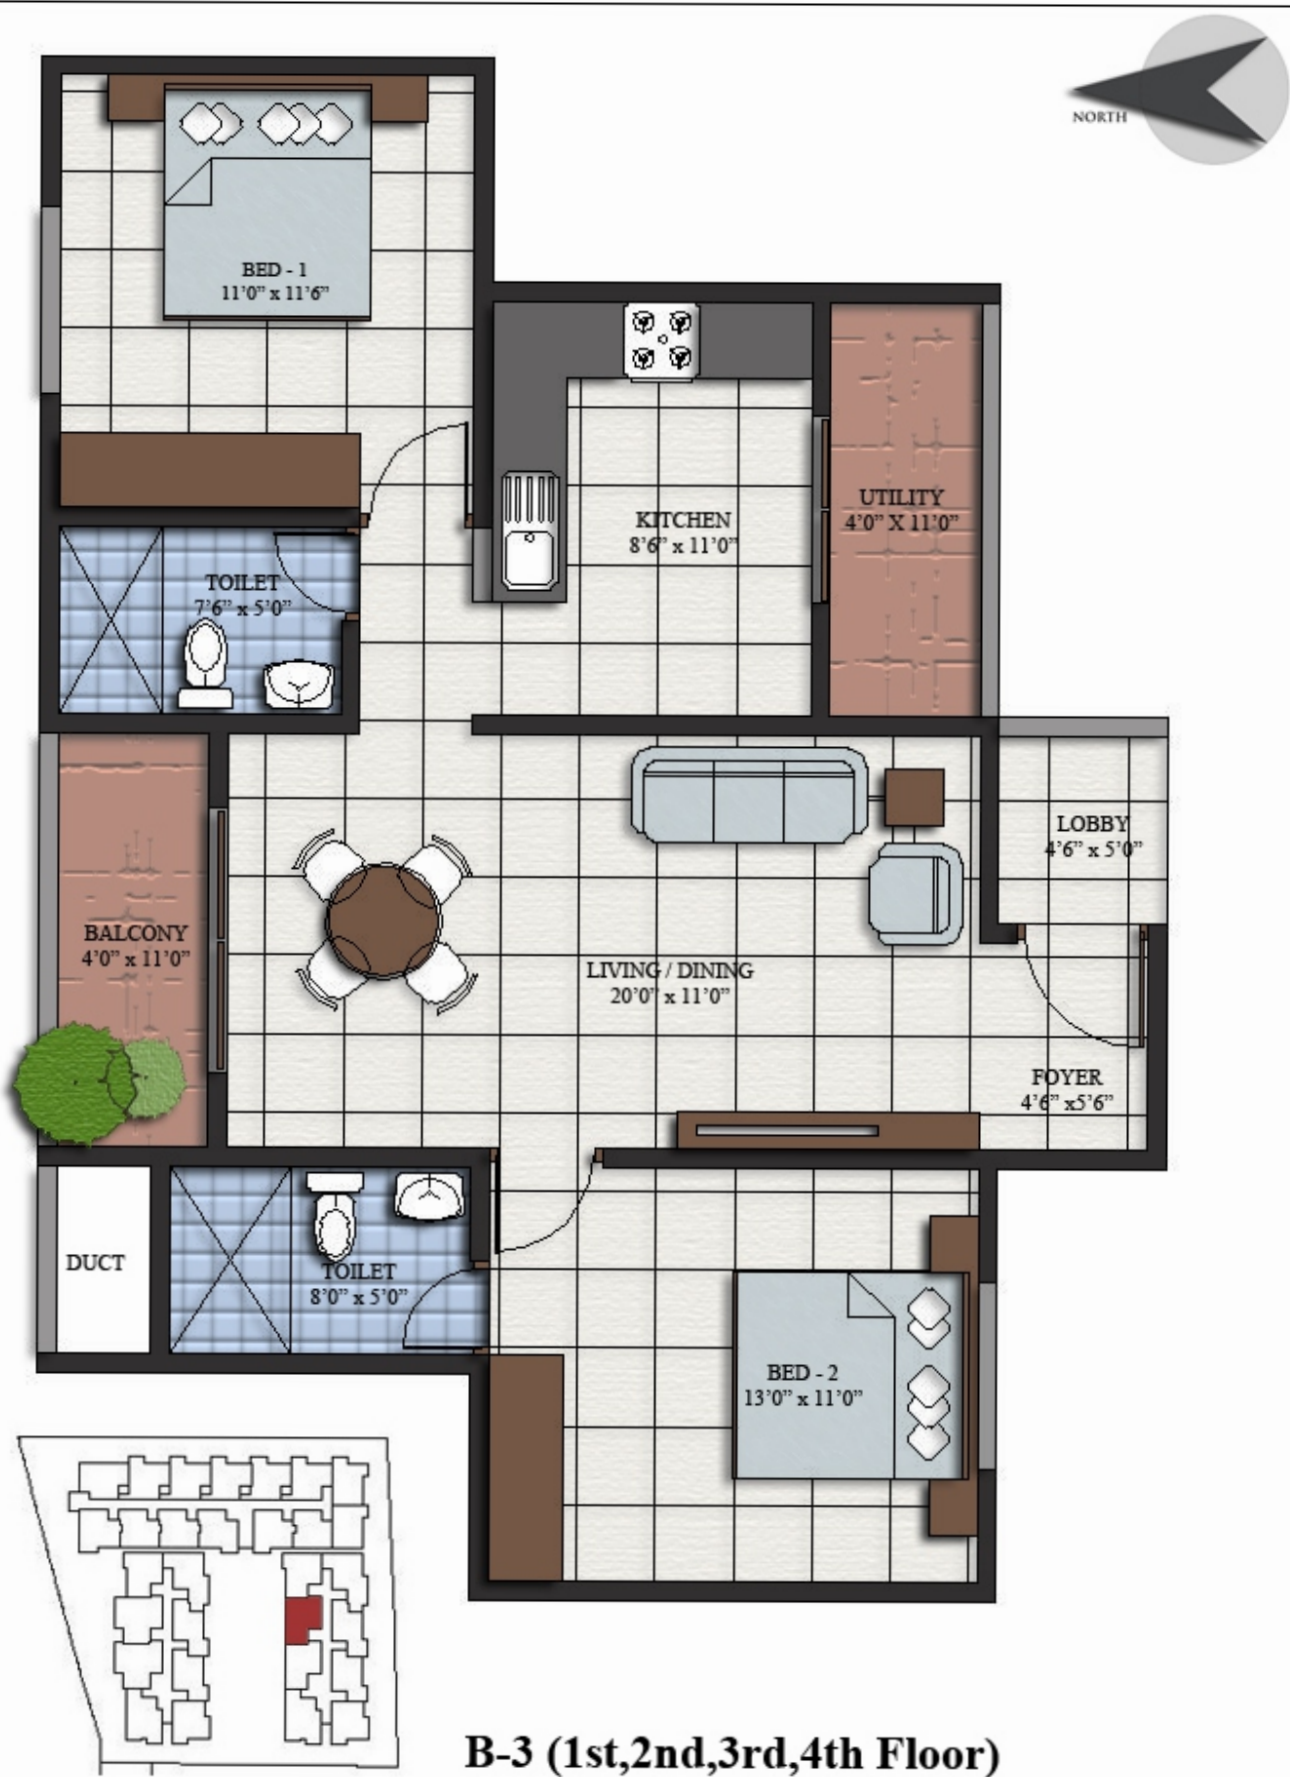 NORTH
BED - 1
11’0” x 11’6”
UTILITY
4’0” X 11’0”
KITCHEN
8’6” x 11’0”
TOILET
7’6” x 5’0”
LOBBY
4’6” x 5’0”
BALCONY
4’0” x 11’0”
LIVING / DINING
20’0” x 11’0”
FOYER
4’6” x5’6”
DUCT
TOILET
8’0” x 5’0”
BED - 2
13’0” x 11’0”
B-3 (1st,2nd,3rd,4th Floor)